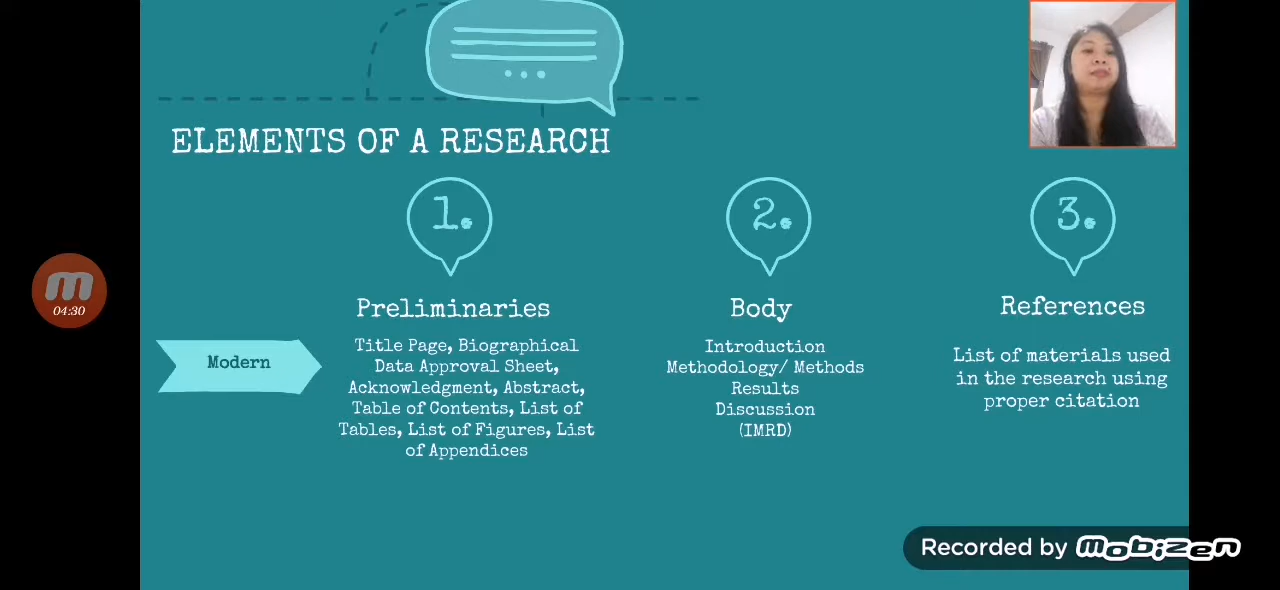 ELEMENTS OF A RESEARCH
1.
2.
3.
m
04:30
Modern
Preliminaries
Title Page, Biographical
Data Approval Sheet,
Acknowledgment, Abstract,
Table of Contents, List of
Tables, List of Figures, List
of Appendices
Body
Introduction
Methodology/ Methods
Results
Discussion
(IMRD)
References
List of materials used
in the research using
proper citation
Recorded by mobizen